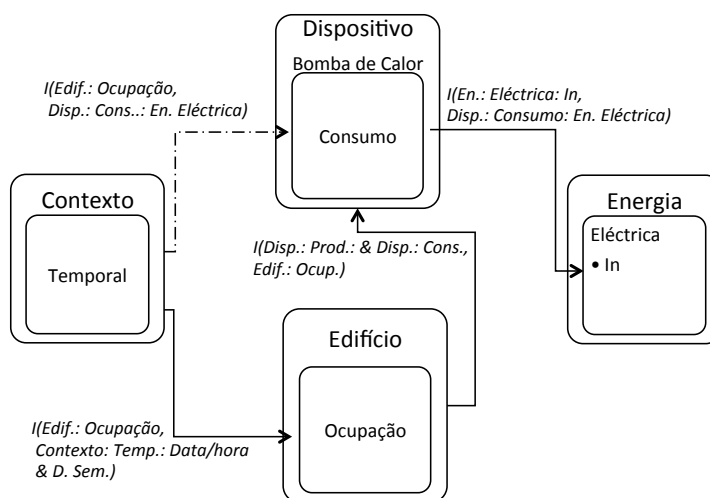 Dispositivo
Bomba de Calor
Consumo
I(Edif.: Ocupação,
Disp.: Cons..: En. Eléctrica)
I(En.: Eléctrica: In,
Disp.: Consumo: En. Eléctrica)
Contexto
Temporal
Energia
Eléctrica
• In
I(Disp.: Prod.: & Disp.: Cons.,
Edif.: Ocup.)
Edifício
Ocupação
I(Edif.: Ocupação,
Contexto: Temp.: Data/hora
& D. Sem.)